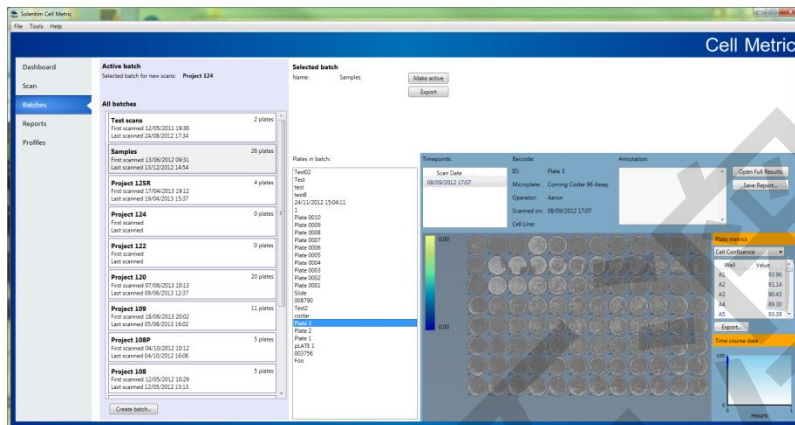 Solentim Cell Metric
File Tools Help
Cell Metric
Dashboard
Scan
Batches
Reports
Profiles
Active batch
Selected batch for new scans: Project 124
All batches
Test scans 2 plates
First scanned 12/05/2011 19:36
Last scanned 24/08/2012 17:34
Samples 26 plates
First scanned 13/06/2012 09:31
Last scanned 13/12/2012 14:54
Project 125R 4 plates
First scanned 17/04/2013 19:12
Last scanned 19/04/2013 15:37
Project 124 0 plates
First scanned
Last scanned
Project 122 0 plates
First scanned
Last scanned
Project 120 20 plates
First scanned 07/06/2013 10:13
Last scanned 09/06/2013 12:37
Project 109 11 plates
First scanned 18/06/2013 20:02
Last scanned 05/08/2013 16:02
Project 108P 5 plates
First scanned 04/10/2012 10:12
Last scanned 04/10/2012 16:06
Project 108 5 plates
First scanned 12/05/2012 10:29
Last scanned 12/05/2012 13:13
Create batch...
Selected batch
Name: Samples
Make active
Export
Plates in batch:
Test02
Test
test
test8
24/11/2012 15:04:11
1
Plate 0010
Plate 0009
Plate 0008
Plate 0007
Plate 0006
Plate 0005
Plate 0004
Plate 0003
Plate 0002
Plate 0001
Slide
008790
Test2
costar
Plate 3
Plate 2
Plate 1
pLATE 1
003756
Foo
Timepoints:
Scan Date
08/09/2012 17:07
Barcode:
ID: Plate 3
Microplate: Corning Costar 96 Assay
Operator: Aaron
Scanned on: 08/09/2012 17:07
Cell Line:
Annotation:
Open Full Results
Save Report...
0.00
0.00
Plate metrics
Cell Confluence
Well Value
A1 93.96
A2 91.14
A3 90.43
A4 89.30
A5 93.39
Export...
Time course data
100
0
0 1
Hours